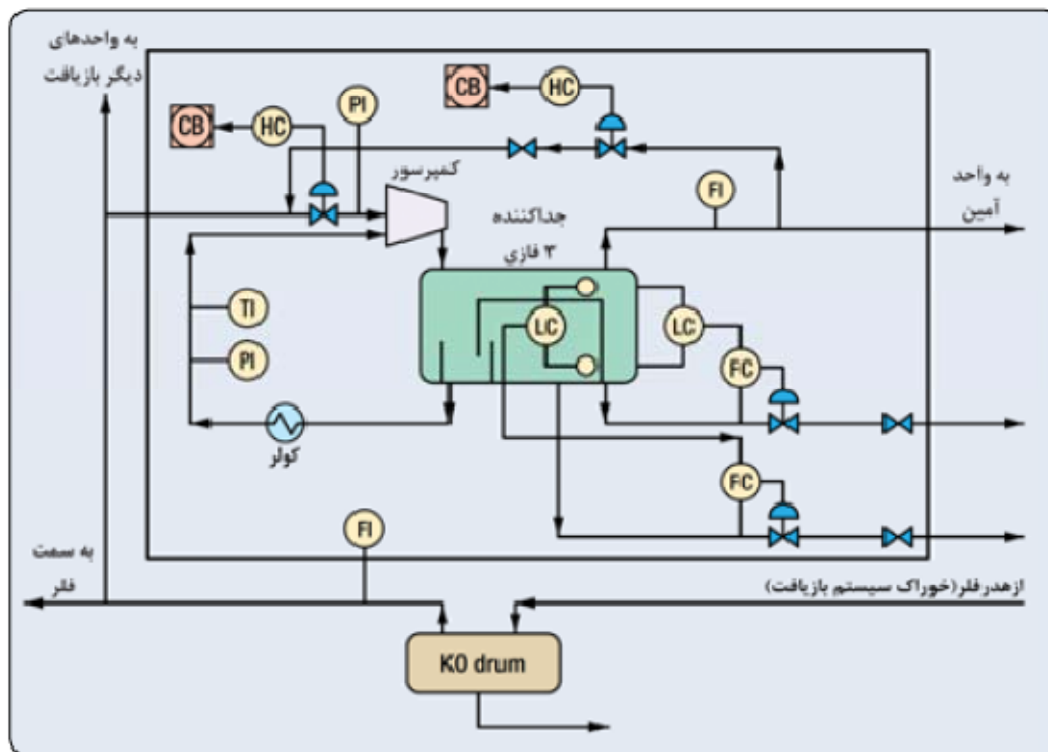 به واحدهای
دیگر بازیافت
CB
HC
PI
CB
HC
کمپرسور
FI
به واحد
آمین
جداکننده
۳ فازي
TI
PI
LC
LC
FC
کولر
FC
FI
به سمت
فلر
ازهدرفلر(خوراک سیستم بازیافت)
KO drum